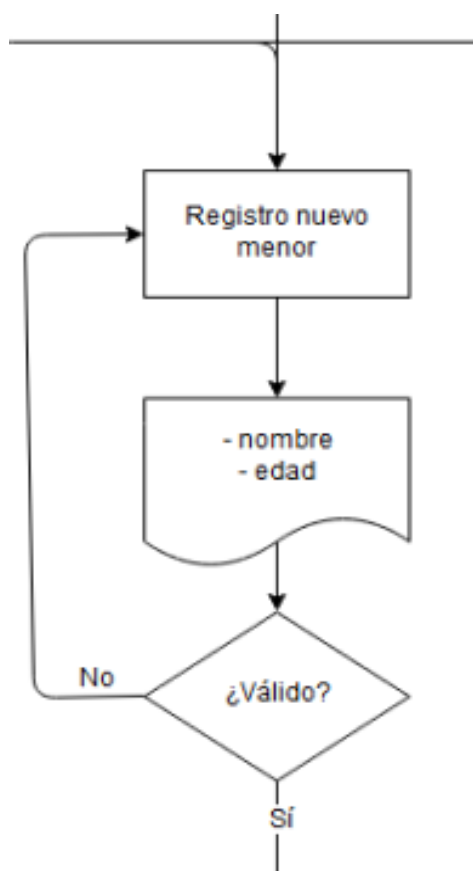 Registro nuevo
menor
- nombre
- edad
¿Válido?
No
Sí